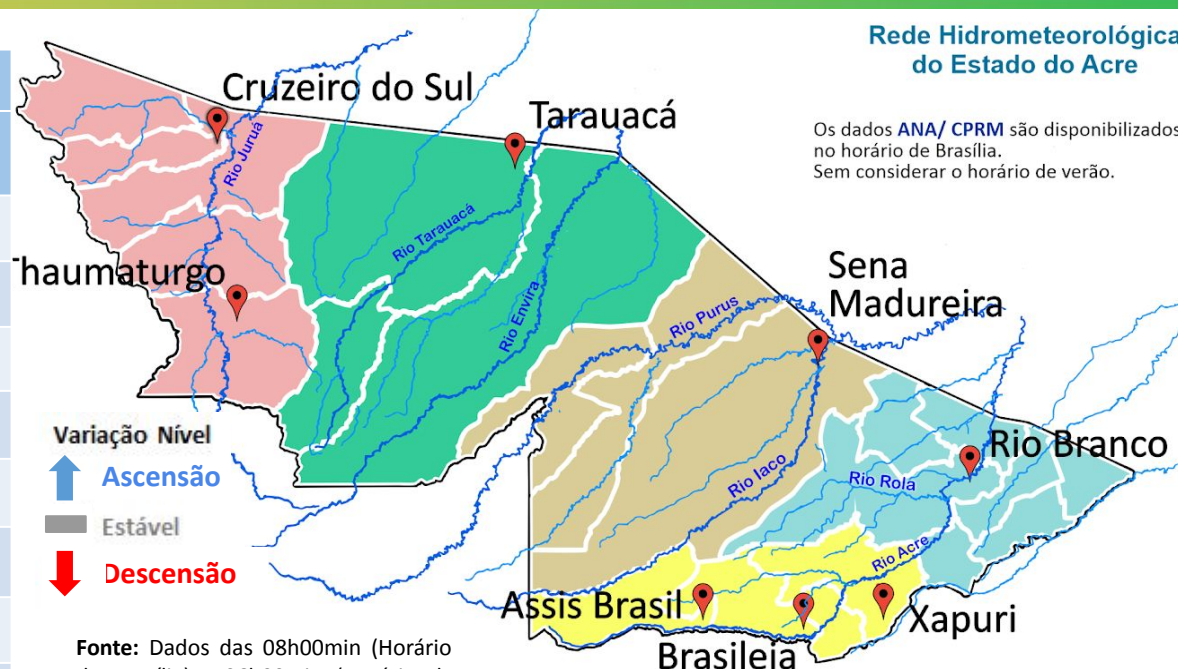 Rede Hidrometeorológica
do Estado do Acre
Os dados ANA/ CPRM são disponibilizados
no horário de Brasília.
Sem considerar o horário de verão.
Cruzeiro do Sul
Tarauacá
Rio Juruá
Rio Tarauacá
Thaumaturgo
Rio Envira
Sena
Madureira
Rio Purus
Variação Nível
Ascensão
Estável
Descensão
Rio Branco
Rio Iaco
Rio Rola
Rio Acre
Assis Brasil
Xapuri
Brasileia
Fonte: Dados das 08h00min (Horário